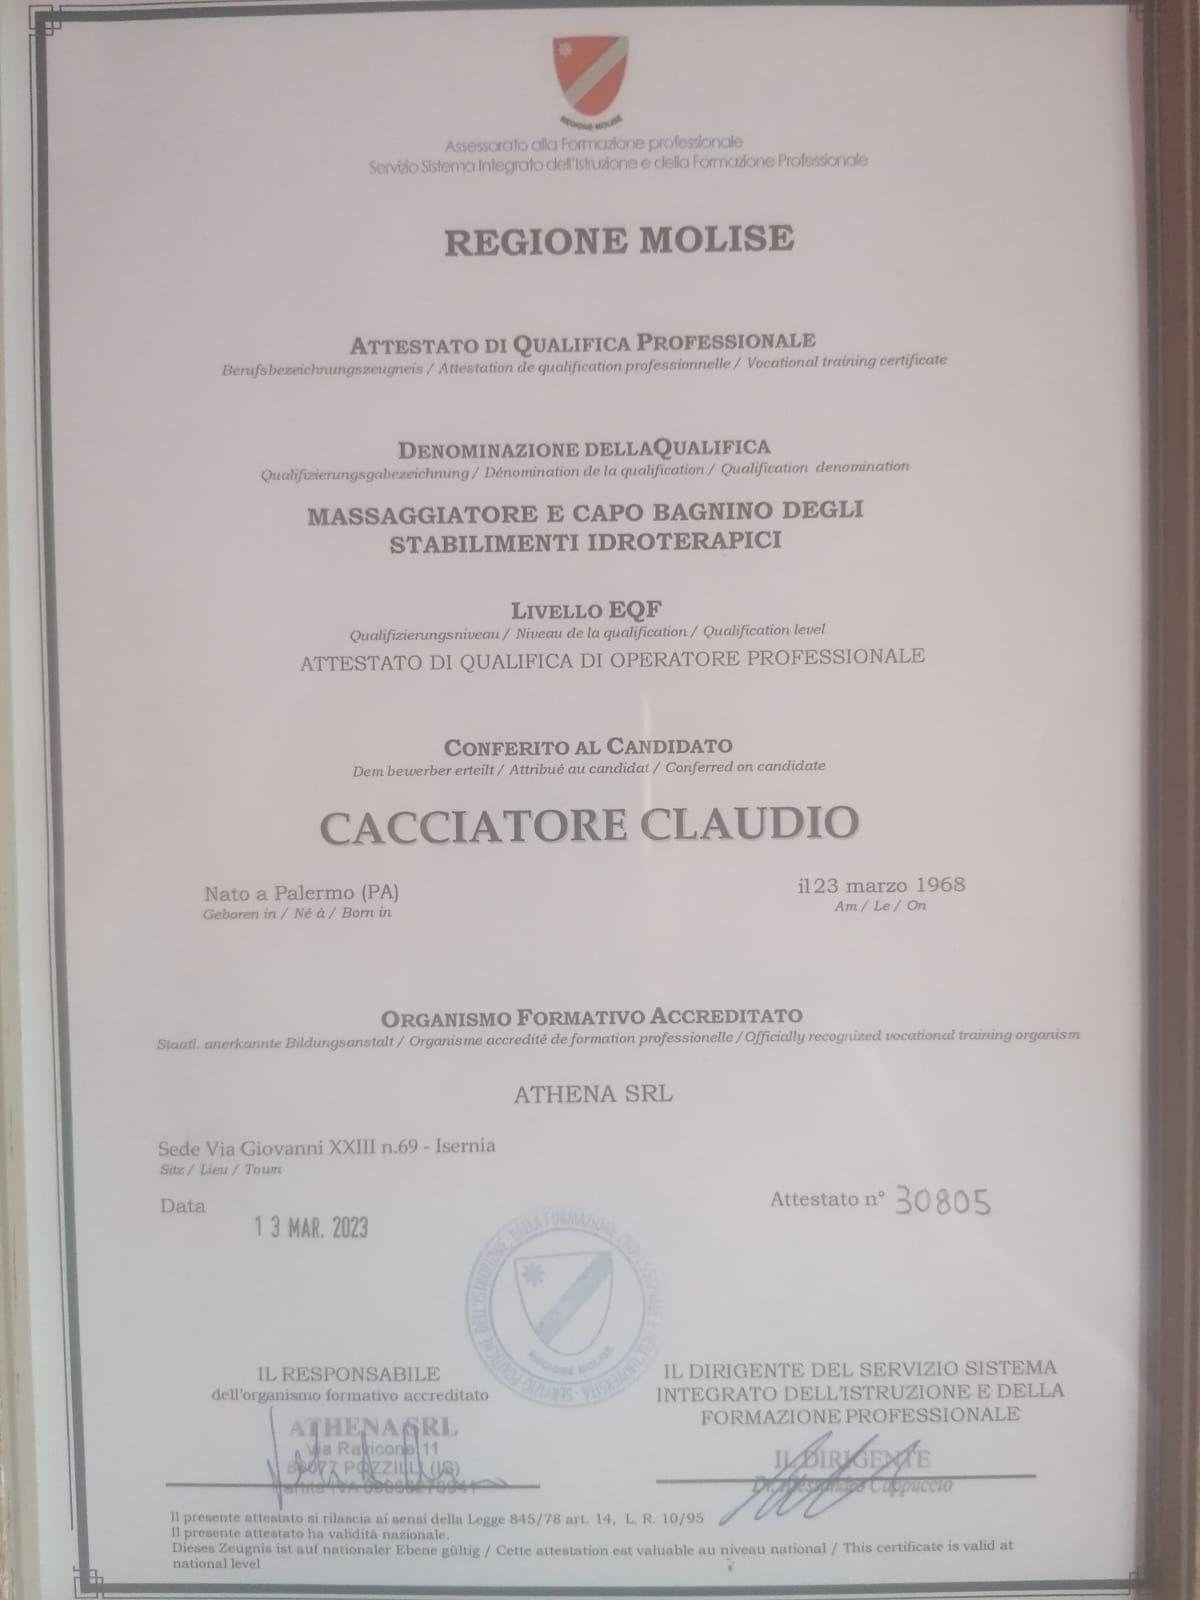 REGIONE MOLISE
Assessorato alla Formazione professionale
Servizio Sistema Integrato dell'Istruzione e della Formazione Professionale
REGIONE MOLISE
ATTESTATO DI QUALIFICA PROFESSIONALE
Berufsbezeichnungszeugneis / Attestation de qualification professionnelle / Vocational training certificate
DENOMINAZIONE DELLAQUALIFICA
Qualifizierungsgabezeichnung / Dénomination de la qualification / Qualification denomination
MASSAGGIATORE E CAPO BAGNINO DEGLI
STABILIMENTI IDROTERAPICI
LIVELLO EQF
Qualifizierungsniveau / Niveau de la qualification / Qualification level
ATTESTATO DI QUALIFICA DI OPERATORE PROFESSIONALE
CONFERITO AL CANDIDATO
Dem bewerber erteilt / Attribué au candidat / Conferred on candidate
CACCIATORE CLAUDIO
Nato a Palermo (PA) il23 marzo 1968
Geboren in / Né à / Born in Am / Le / On
ORGANISMO FORMATIVO ACCREDITATO
Staatl. anerkannte Bildungsanstalt / Organisme accredité de formation professionelle / Officially recognized vocational training organism
ATHENA SRL
Sede Via Giovanni XXIII n.69 - Isernia
Sitz / Lieu / Town
Data Attestato n° 30805
13 MAR. 2023
REGIONE MOLISE
IL RESPONSABILE
dell'organismo formativo accreditato
ATHENA SRL
Via 11
86077 POZZILLI (IS)
IL DIRIGENTE DEL SERVIZIO SISTEMA
INTEGRATO DELL'ISTRUZIONE E DELLA
FORMAZIONE PROFESSIONALE
IL DIRIGENTE
Cappuccio
Il presente attestato si rilascia ai sensi della Legge 845/78 art. 14, L. R. 10/95
Il presente attestato ha validità nazionale.
Dieses Zeugnis ist auf nationaler Ebene gültig / Cette attestation est valuable au niveau national / This certificate is valid at
national level